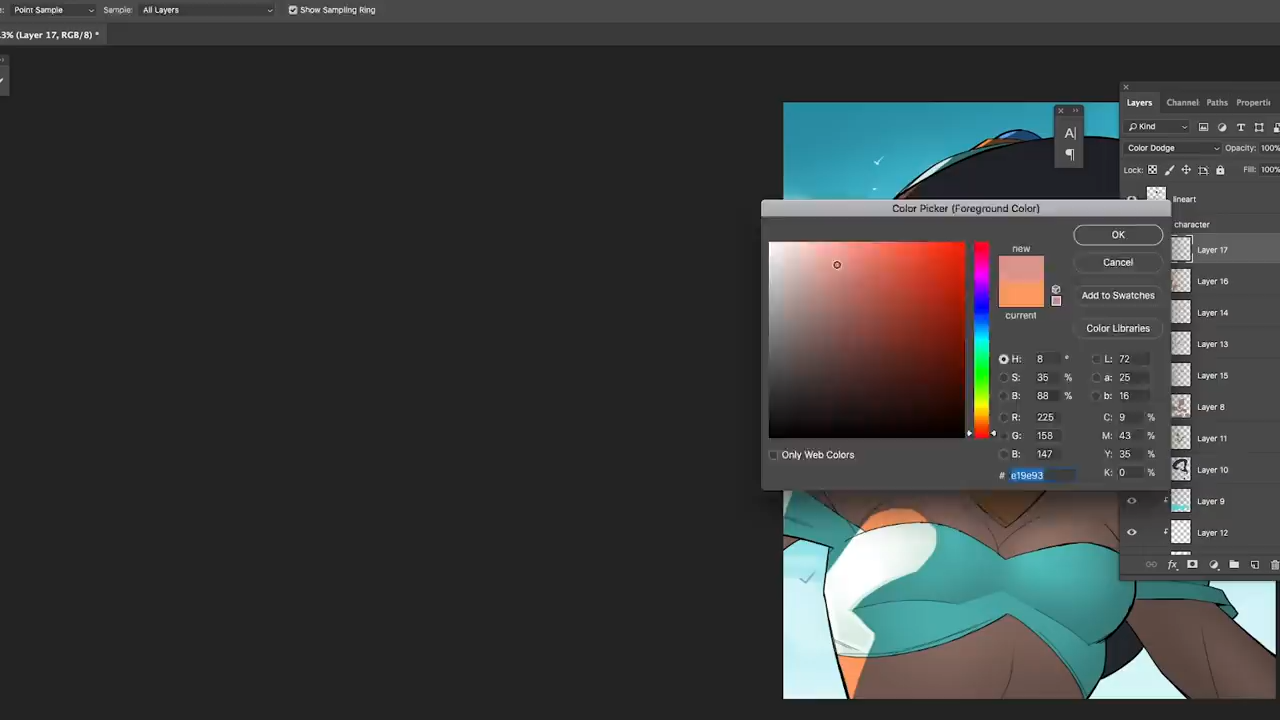 Point Sample Sample: All Layers Show Sampling Ring
3% (Layer 17, RGB/8) *
Layers Channel Paths Properti
Kind
Color Dodge Opacity: 100%
Lock: Fill: 100%
lineart
character
Layer 17
Layer 16
Layer 14
Layer 13
Layer 15
Layer 8
Layer 11
Layer 10
Layer 9
Layer 12
fx
A
¶
Color Picker (Foreground Color)
new
current
OK
Cancel
Add to Swatches
Color Libraries
H: 8 ° L: 72
S: 35 % a: 25
B: 88 % b: 16
R: 225 C: 9 %
G: 158 M: 43 %
B: 147 Y: 35 %
# e19e93 K: 0 %
Only Web Colors